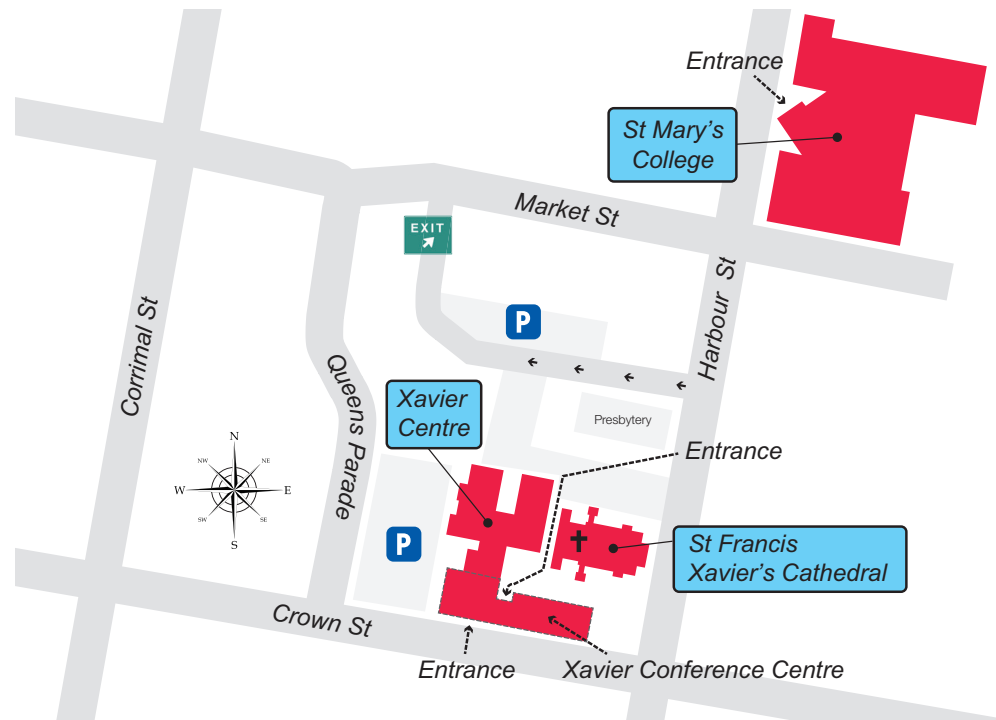 Entrance
St Mary's
College
Market St
EXIT
Harbour St
Corrimal St
P
Queens Parade
Xavier
Centre
Presbytery
Entrance
N
NW
NE
W
E
SW
SE
S
P
St Francis
Xavier's Cathedral
Crown St
Entrance
Xavier Conference Centre